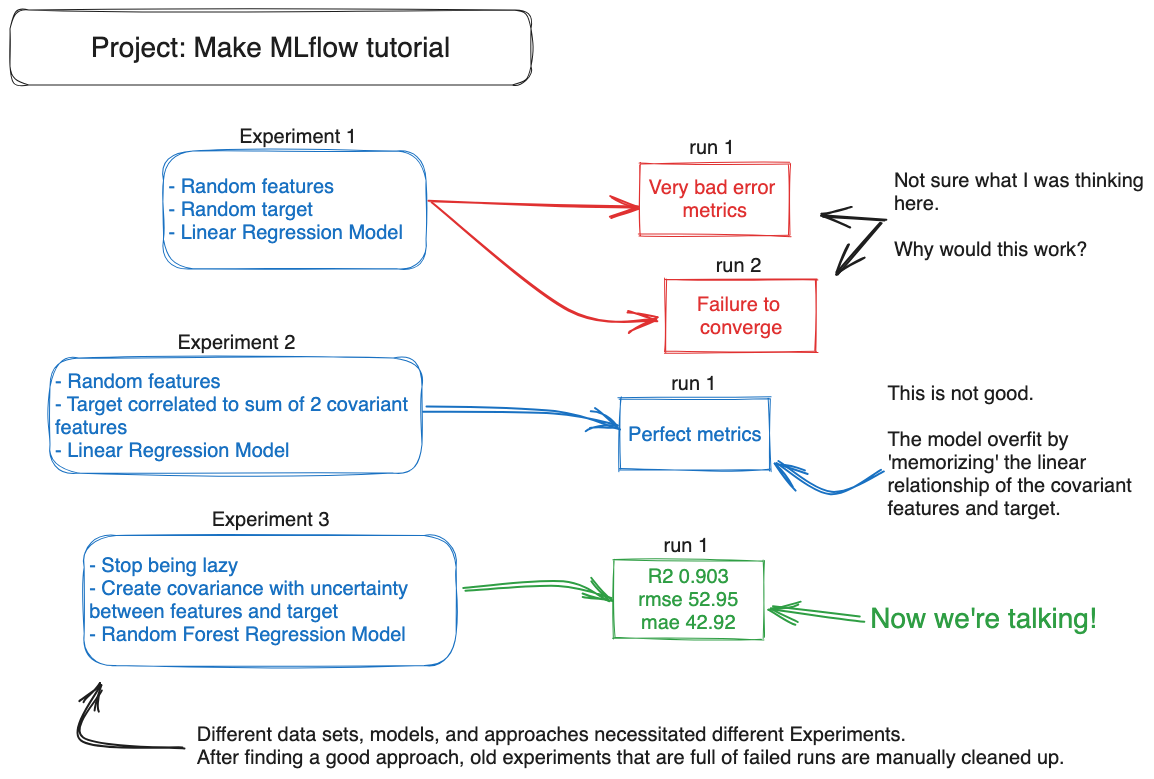 Project: Make MLflow tutorial
Experiment 1
- Random features
- Random target
- Linear Regression Model
run 1
Very bad error
metrics
run 2
Failure to
converge
Not sure what I was thinking
here.
Why would this work?
Experiment 2
- Random features
- Target correlated to sum of 2 covariant
features
- Linear Regression Model
run 1
Perfect metrics
This is not good.
The model overfit by
'memorizing' the linear
relationship of the covariant
features and target.
Experiment 3
- Stop being lazy
- Create covariance with uncertainty
between features and target
- Random Forest Regression Model
run 1
R2 0.903
rmse 52.95
mae 42.92
Now we're talking!
Different data sets, models, and approaches necessitated different Experiments.
After finding a good approach, old experiments that are full of failed runs are manually cleaned up.